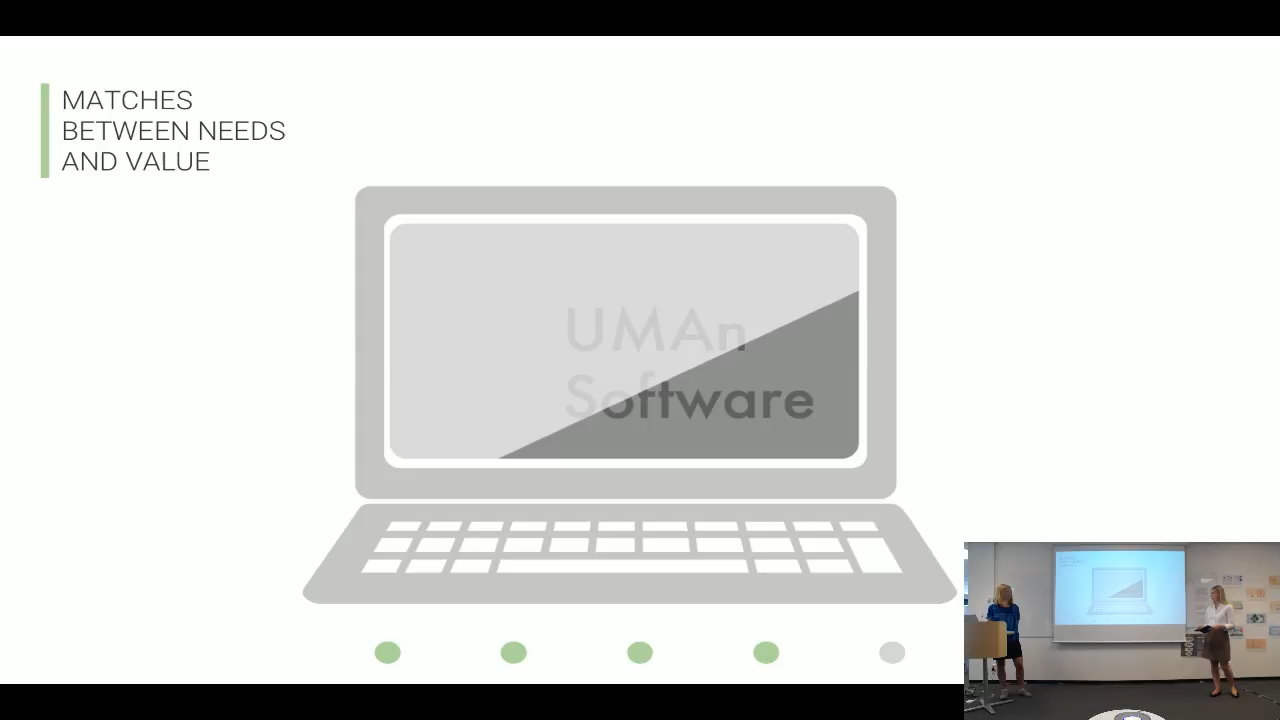 MATCHES
BETWEEN NEEDS
AND VALUE
UMAn
Software